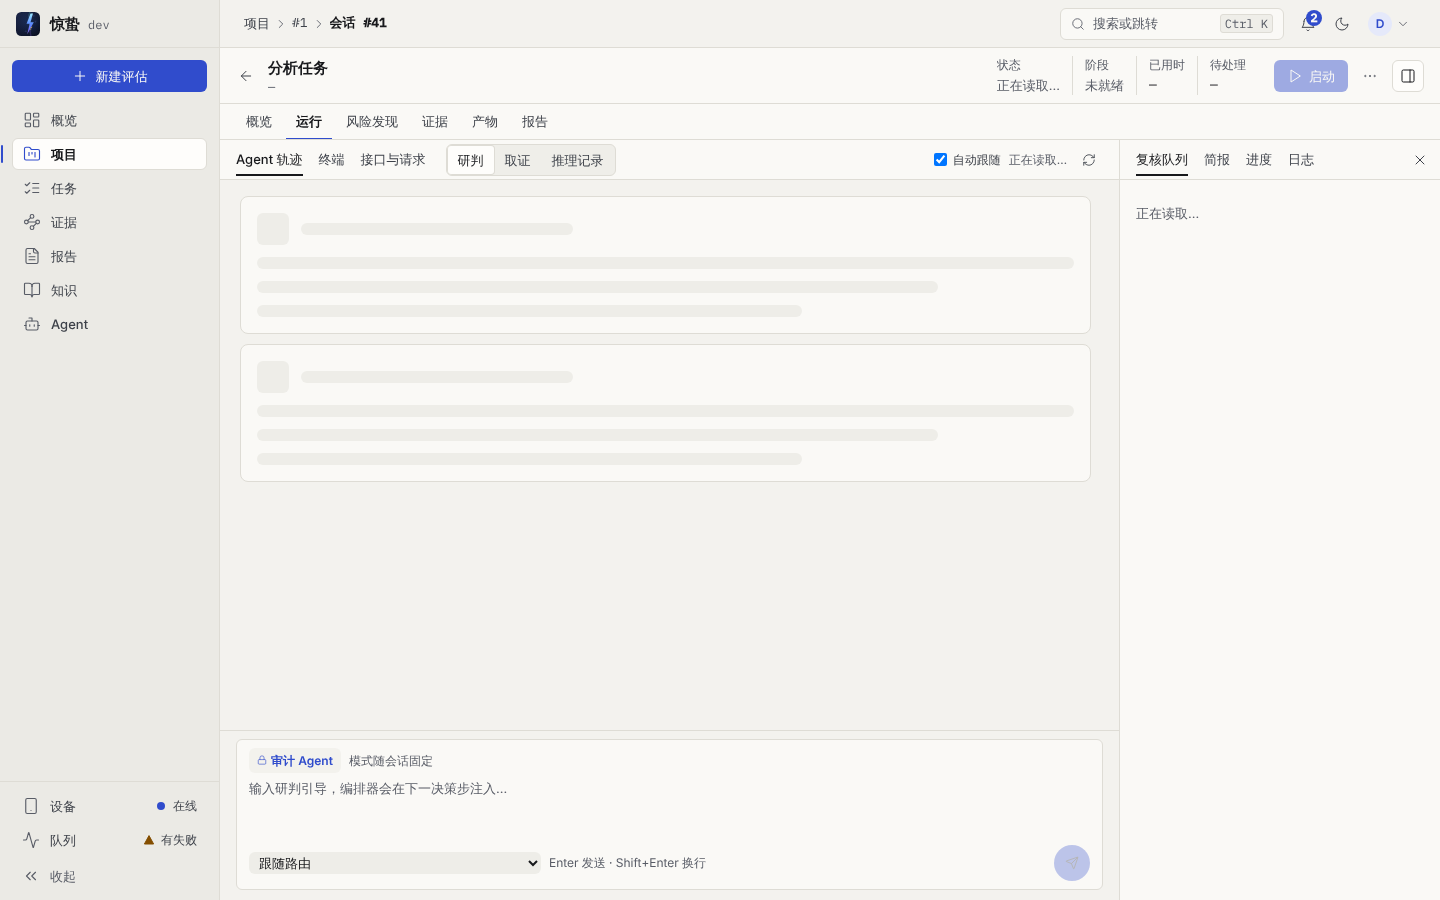 惊蛰 dev
新建评估
概览
项目
任务
证据
报告
知识
Agent
设备 在线
队列 有失败
收起
项目 #1 会话 #41
搜索或跳转 Ctrl K
2
D
分析任务
–
状态
正在读取...
阶段
未就绪
已用时
–
待处理
–
启动
概览 运行 风险发现 证据 产物 报告
Agent 轨迹 终端 接口与请求 研判 取证 推理记录
自动跟随 正在读取...
审计 Agent 模式随会话固定
输入研判引导，编排器会在下一决策步注入...
跟随路由 Enter 发送 · Shift+Enter 换行
复核队列 简报 进度 日志
正在读取...